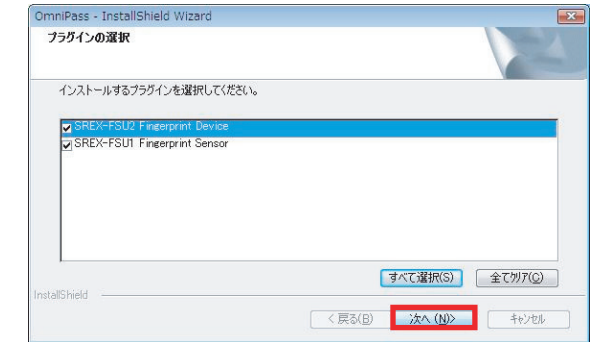 OmniPass - InstallShield Wizard
プラグインの選択
インストールするプラグインを選択してください。
SREX-FSU2 Fingerprint Device
SREX-FSU1 Fingerprint Sensor
すべて選択(S) 全てクリア(C)
InstallShield
< 戻る(B) 次へ (N)> キャンセル